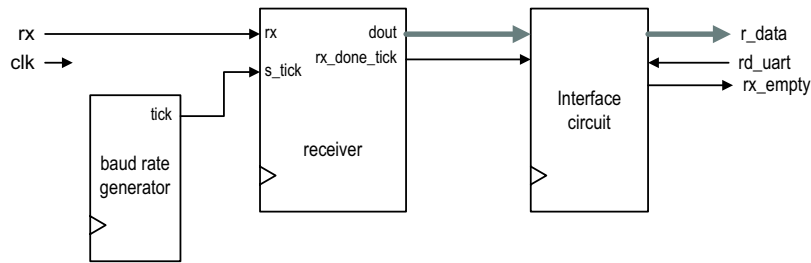 rx
clk
rx
dout
rx_done_tick
s_tick
receiver
tick
baud rate
generator
Interface
circuit
r_data
rd_uart
rx_empty